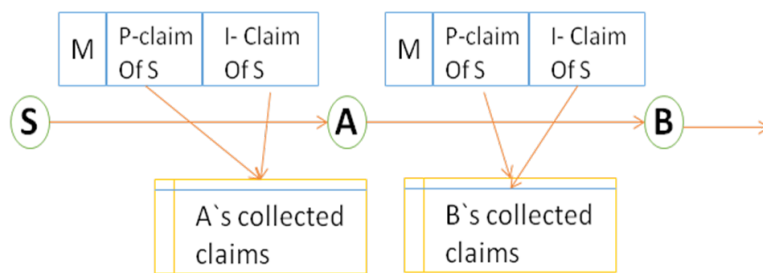 M
P-claim
Of S
I- Claim
Of S
M
P-claim
Of S
I- Claim
Of S
S
A
B
A`s collected
claims
B`s collected
claims